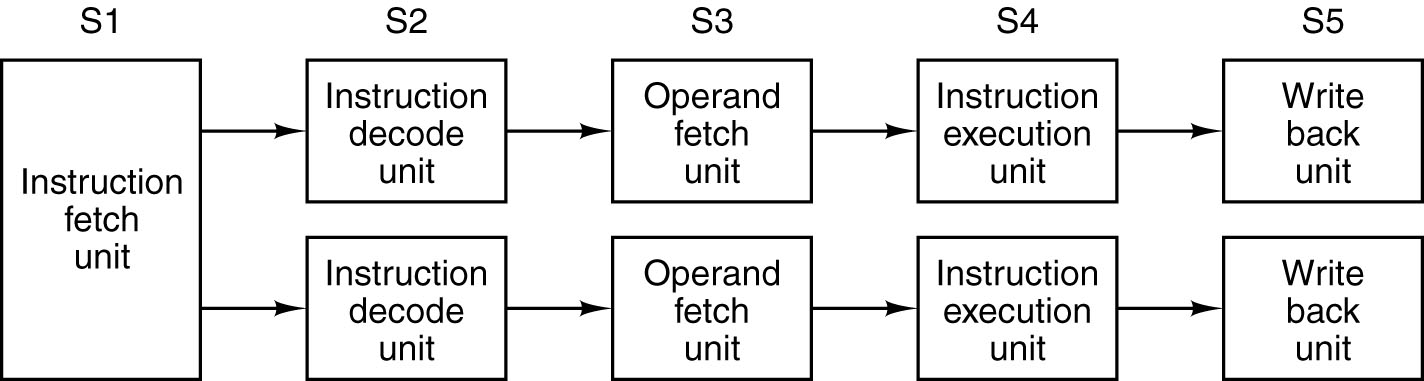 S1 S2 S3 S4 S5
Instruction
fetch
unit
Instruction
decode
unit
Operand
fetch
unit
Instruction
execution
unit
Write
back
unit
Instruction
decode
unit
Operand
fetch
unit
Instruction
execution
unit
Write
back
unit